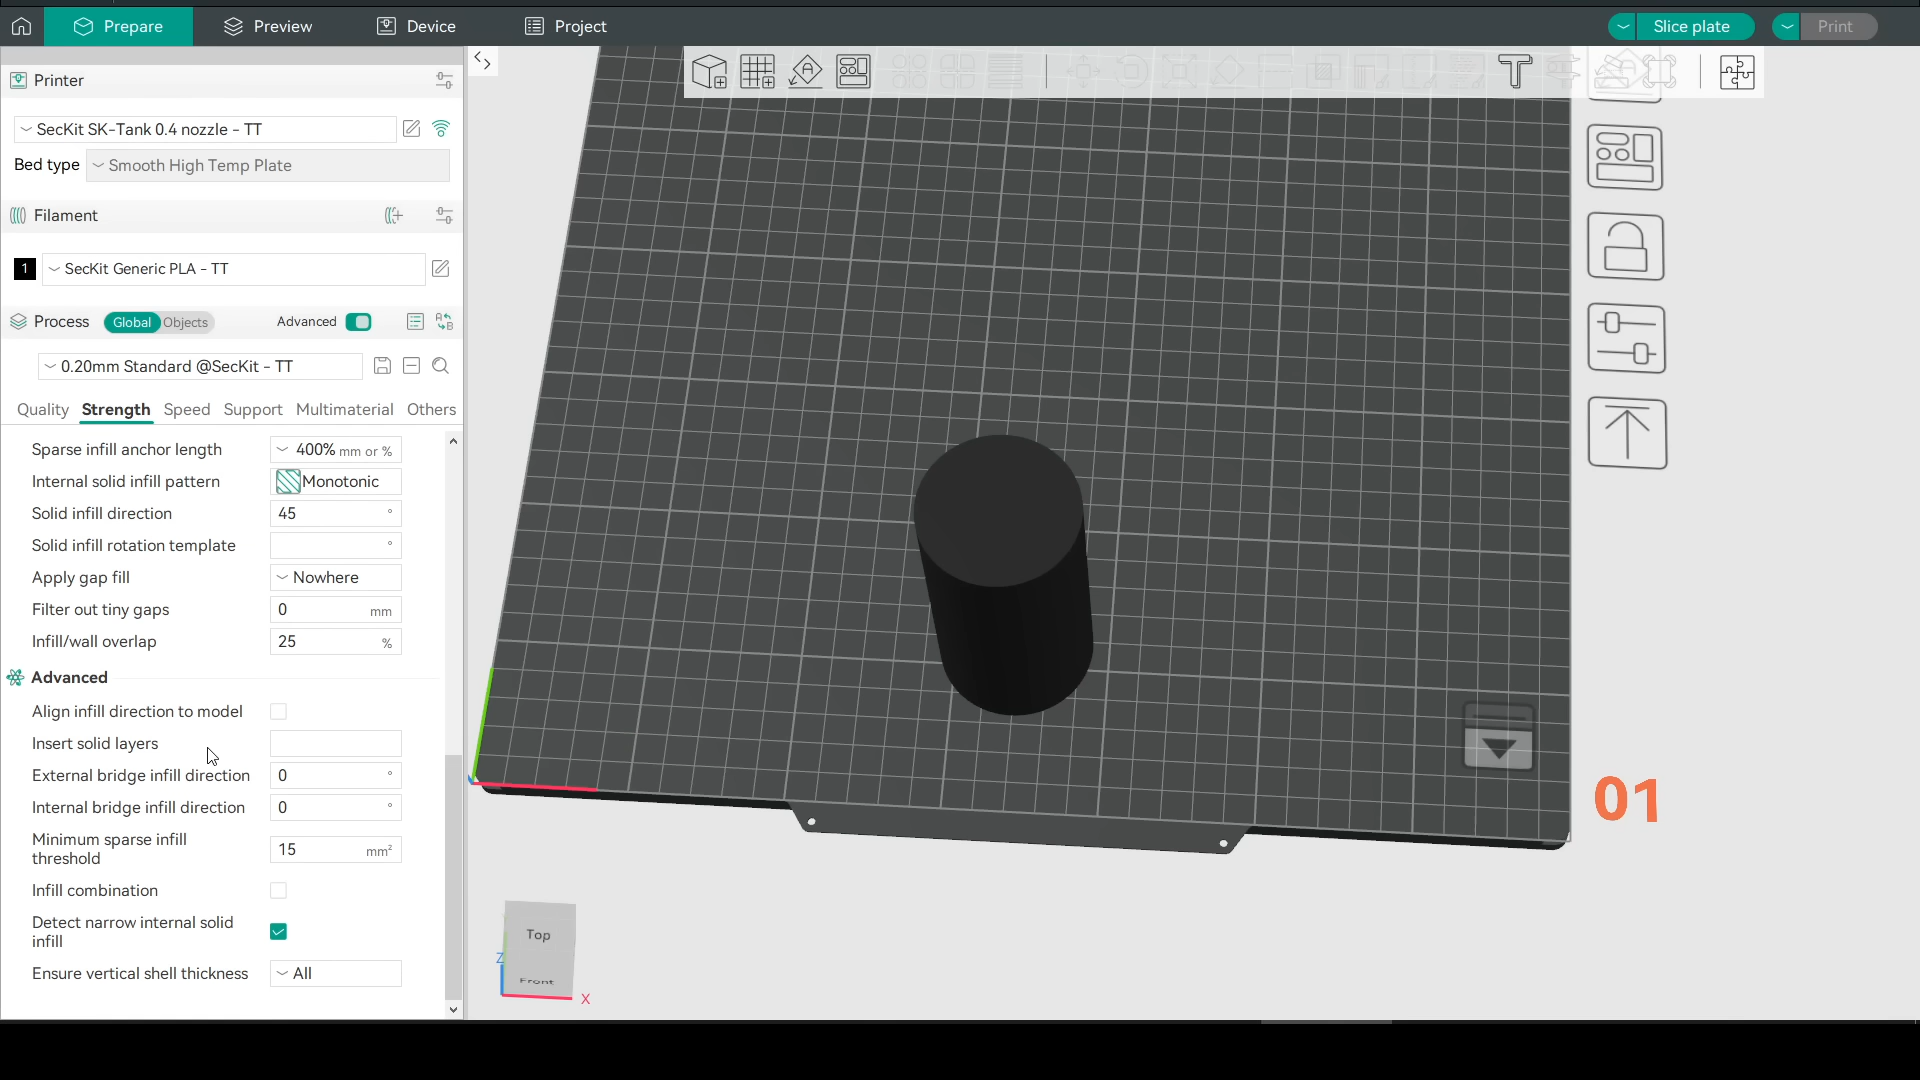 Prepare
Preview
Device
Project
Slice plate
Print
Printer
SecKit SK-Tank 0.4 nozzle - TT
Bed type
Smooth High Temp Plate
Filament
1
SecKit Generic PLA - TT
Process
Global
Objects
Advanced
0.20mm Standard @SecKit - TT
Quality
Strength
Speed
Support
Multimaterial
Others
Sparse infill anchor length
400%
mm or %
Internal solid infill pattern
Monotonic
Solid infill direction
45
°
Solid infill rotation template
°
Apply gap fill
Nowhere
Filter out tiny gaps
0
mm
Infill/wall overlap
25
%
Advanced
Align infill direction to model
Insert solid layers
External bridge infill direction
0
°
Internal bridge infill direction
0
°
Minimum sparse infill
threshold
15
mm²
Infill combination
Detect narrow internal solid
infill
Ensure vertical shell thickness
All
01
Top
Front
Z
X